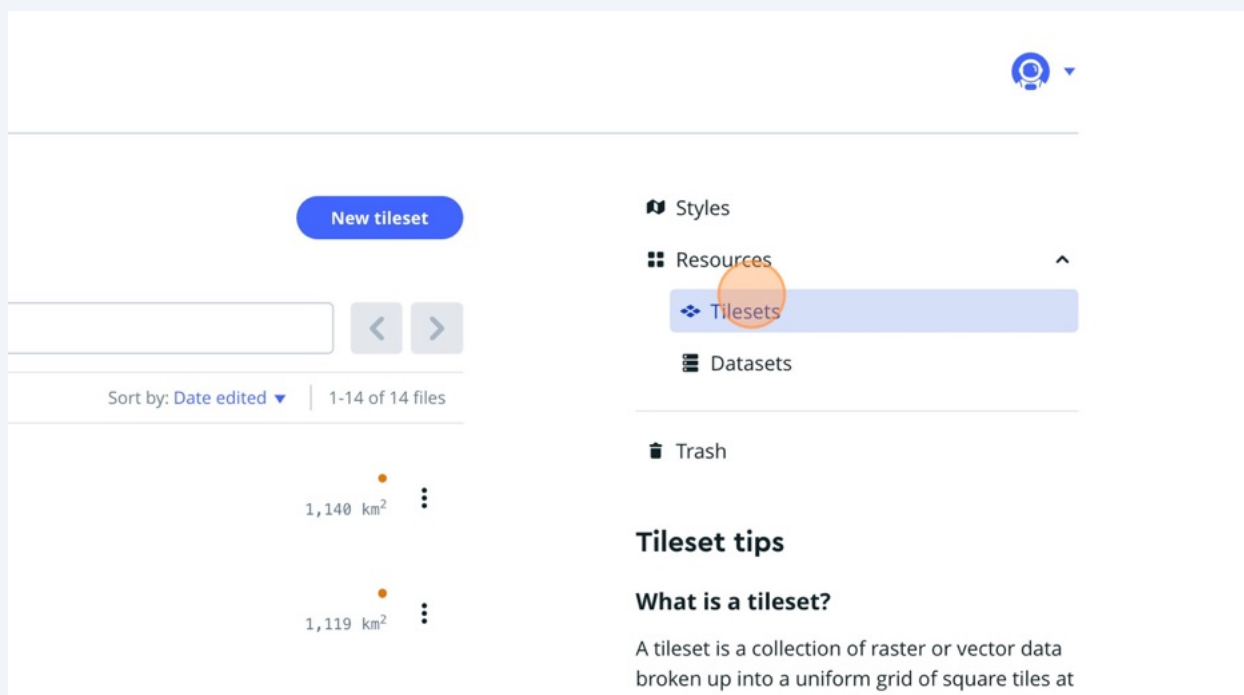 New tileset
Sort by: Date edited
1-14 of 14 files
1,140 km²
1,119 km²
Styles
Resources
Tilesets
Datasets
Trash
Tileset tips
What is a tileset?
A tileset is a collection of raster or vector data
broken up into a uniform grid of square tiles at